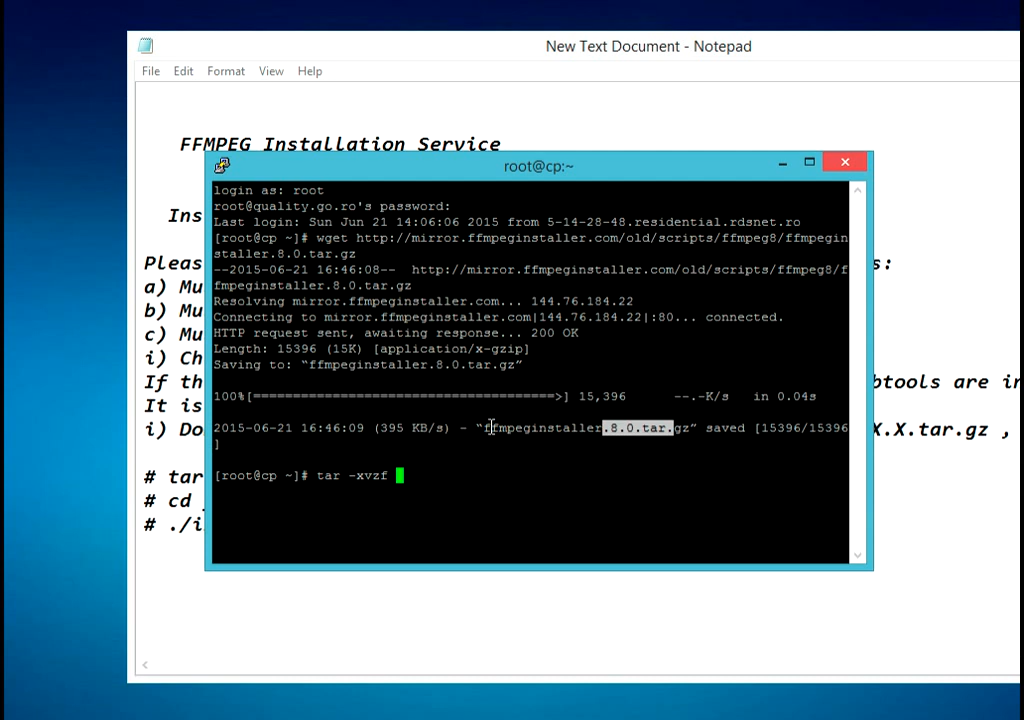 New Text Document - Notepad
File Edit Format View Help
FFMPEG Installation Service
root@cp:~
login as: root
root@quality.go.ro's password:
Last login: Sun Jun 21 14:06:06 2015 from 5-14-28-48.residential.rdsnet.ro
[root@cp ~]# wget http://mirror.ffmpeginstaller.com/old/scripts/ffmpeg8/ffmpegin
staller.8.0.tar.gz
--2015-06-21 16:46:08-- http://mirror.ffmpeginstaller.com/old/scripts/ffmpeg8/f
fmpeginstaller.8.0.tar.gz
Resolving mirror.ffmpeginstaller.com... 144.76.184.22
Connecting to mirror.ffmpeginstaller.com|144.76.184.22|:80... connected.
HTTP request sent, awaiting response... 200 OK
Length: 15396 (15K) [application/x-gzip]
Saving to: “ffmpeginstaller.8.0.tar.gz”
100%[======================================>] 15,396 --.-K/s in 0.04s
2015-06-21 16:46:09 (395 KB/s) - “ffmpeginstaller.8.0.tar.gz” saved [15396/15396
]
[root@cp ~]# tar -xvzf
Ins
Pleas s:
a) Mu
b) Mu
c) Mu
i) Ch
If th btools are in
It is
i) Do X.X.tar.gz ,
# tar
# cd
# ./i